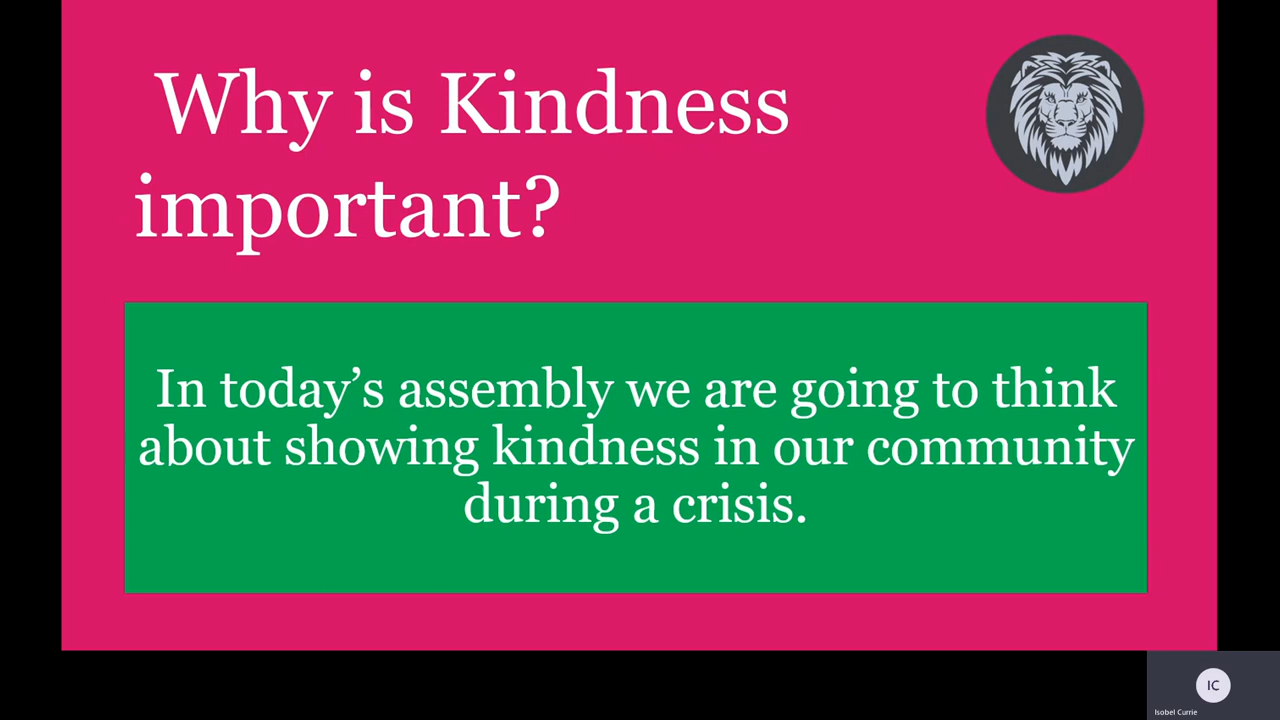 Why is Kindness
important?
In today’s assembly we are going to think
about showing kindness in our community
during a crisis.
IC
Isobel Currie